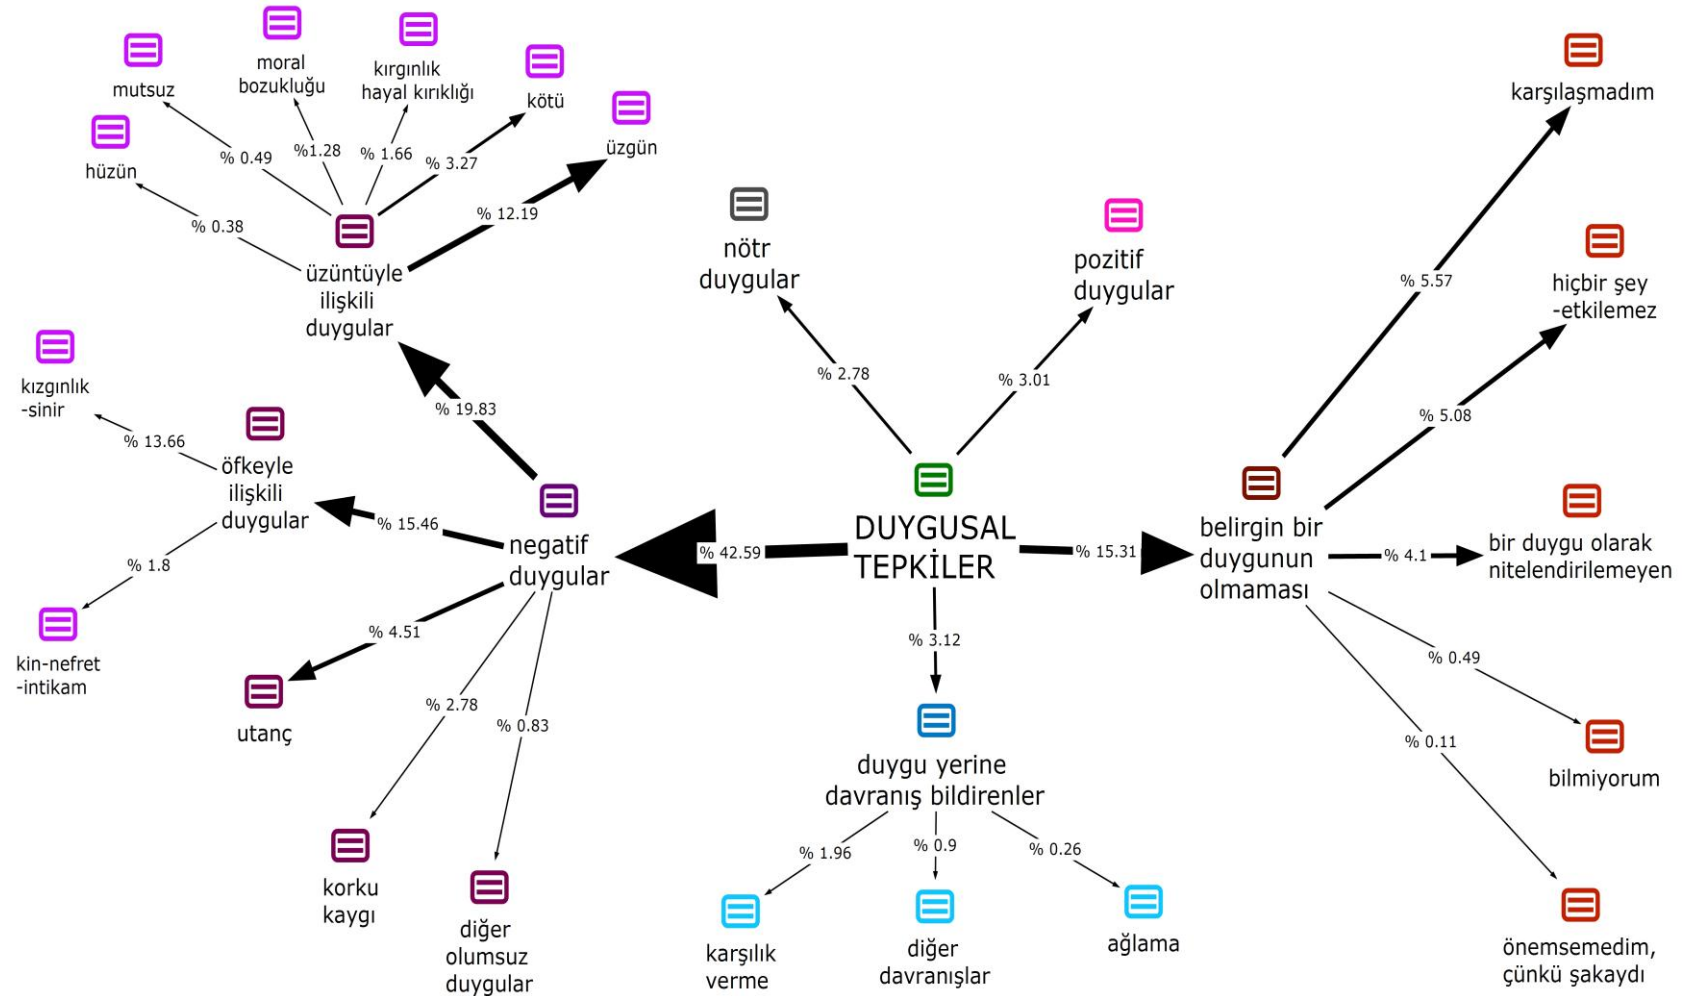 mutsuz
moral
bozukluğu
kırgınlık
hayal kırıklığı
kötü
üzgün
hüzün
% 0.49
%1.28
% 1.66
% 3.27
% 12.19
% 0.38
üzüntüyle
ilişkili
duygular
% 19.83
kızgınlık
-sinir
% 13.66
öfkeyle
ilişkili
duygular
% 1.8
kin-nefret
-intikam
% 15.46
negatif
duygular
% 4.51
utanç
% 2.78
korku
kaygı
% 0.83
diğer
olumsuz
duygular
% 42.59
nötr
duygular
% 2.78
pozitif
duygular
% 3.01
DUYGUSAL
TEPKİLER
% 3.12
duygu yerine
davranış bildirenler
% 1.96
% 0.9
% 0.26
karşılık
verme
diğer
davranışlar
ağlama
% 15.31
belirgin bir
duygunun
olmaması
% 5.57
karşılaşmadım
% 5.08
hiçbir şey
-etkilemez
% 4.1
bir duygu olarak
nitelendirilemeyen
% 0.49
bilmiyorum
% 0.11
önemsemedim,
çünkü şakaydı